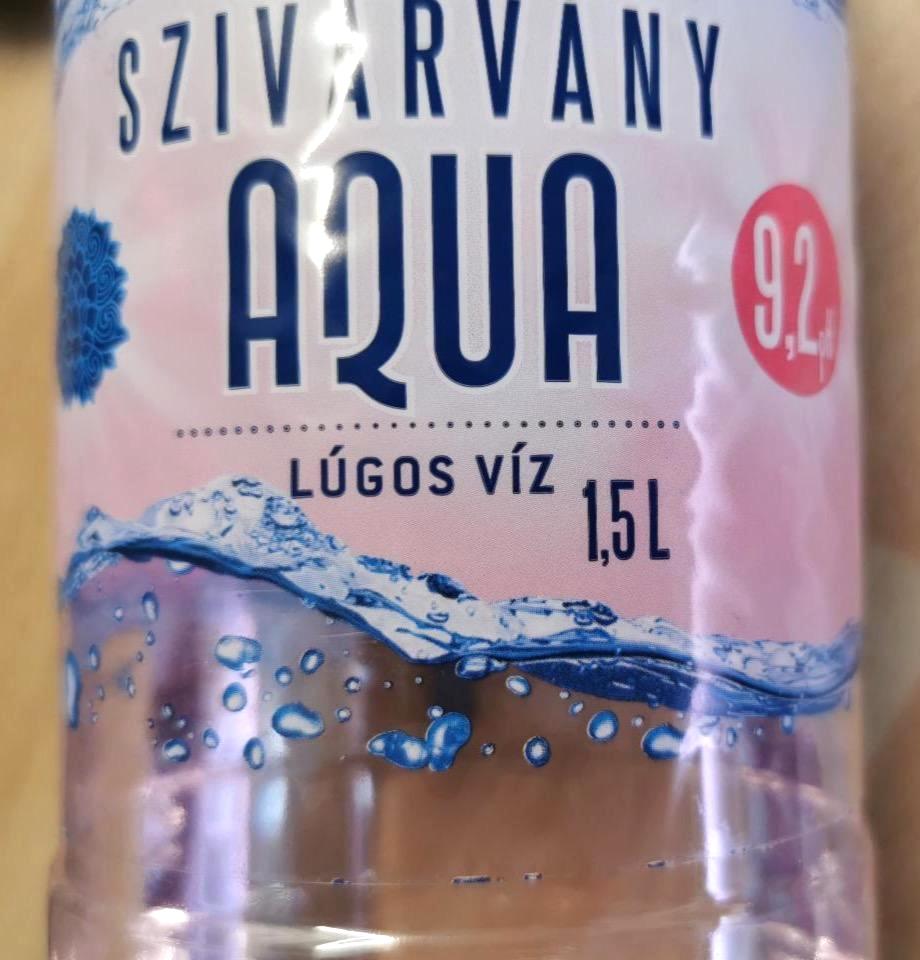 SZIVÁRVÁNY
AQUA
9,2 pH
LÚGOS VÍZ
1,5 L